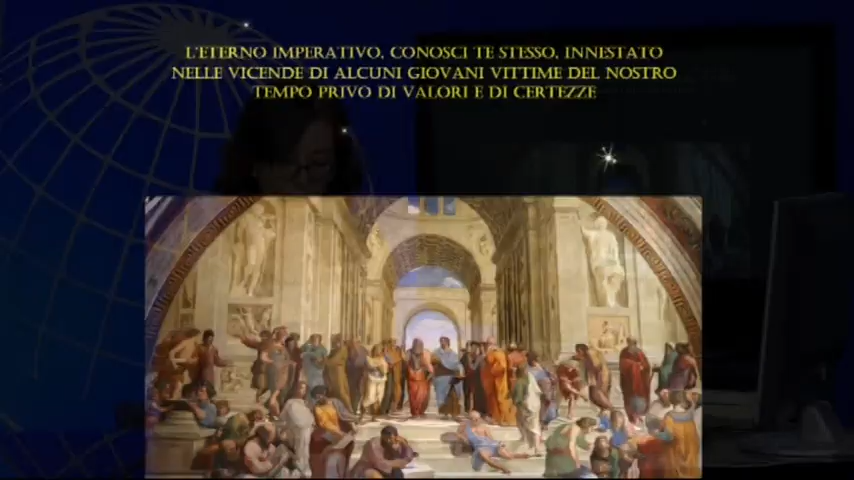 L'ETERNO IMPERATIVO, CONOSCI TE STESSO, INNESTATO
NELLE VICENDE DI ALCUNI GIOVANI VITTIME DEL NOSTRO
TEMPO PRIVO DI VALORI E DI CERTEZZE